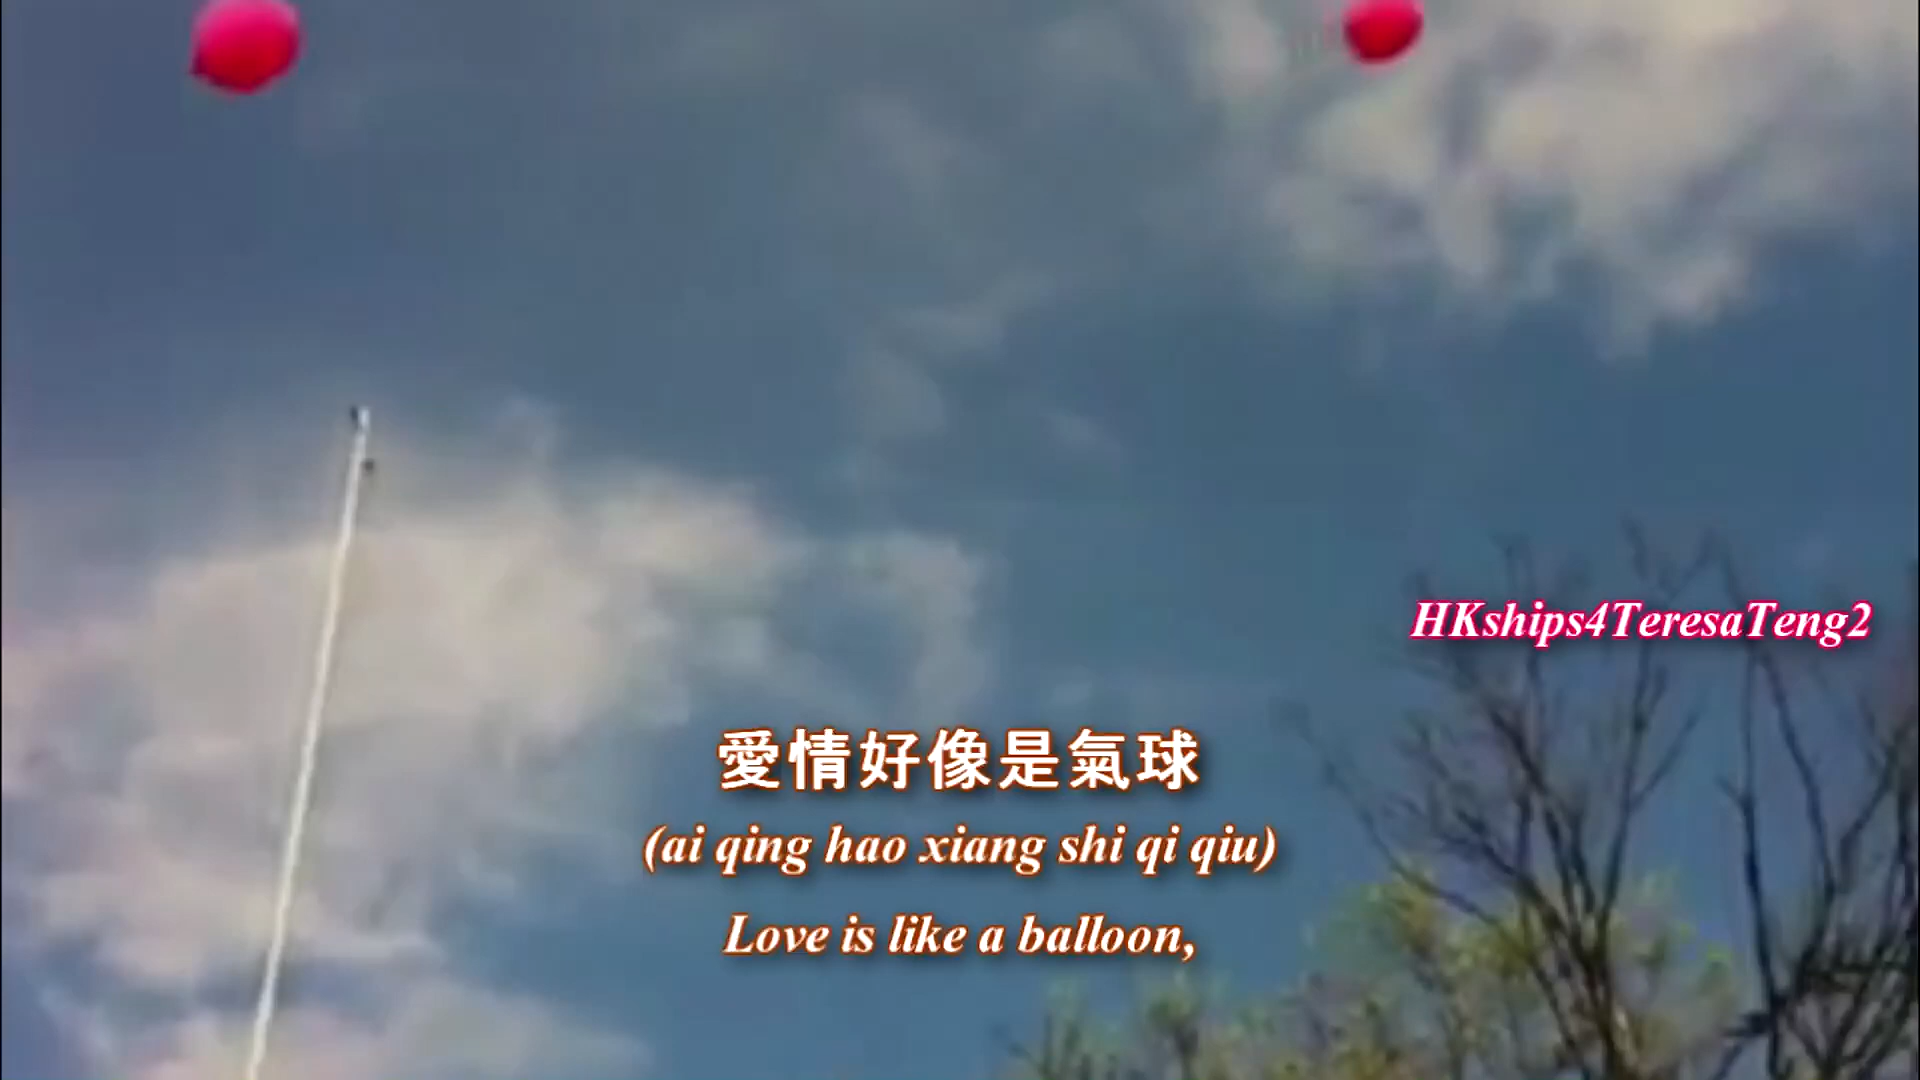 HKships4TeresaTeng2
愛情好像是氣球
(ai qing hao xiang shi qi qiu)
Love is like a balloon,